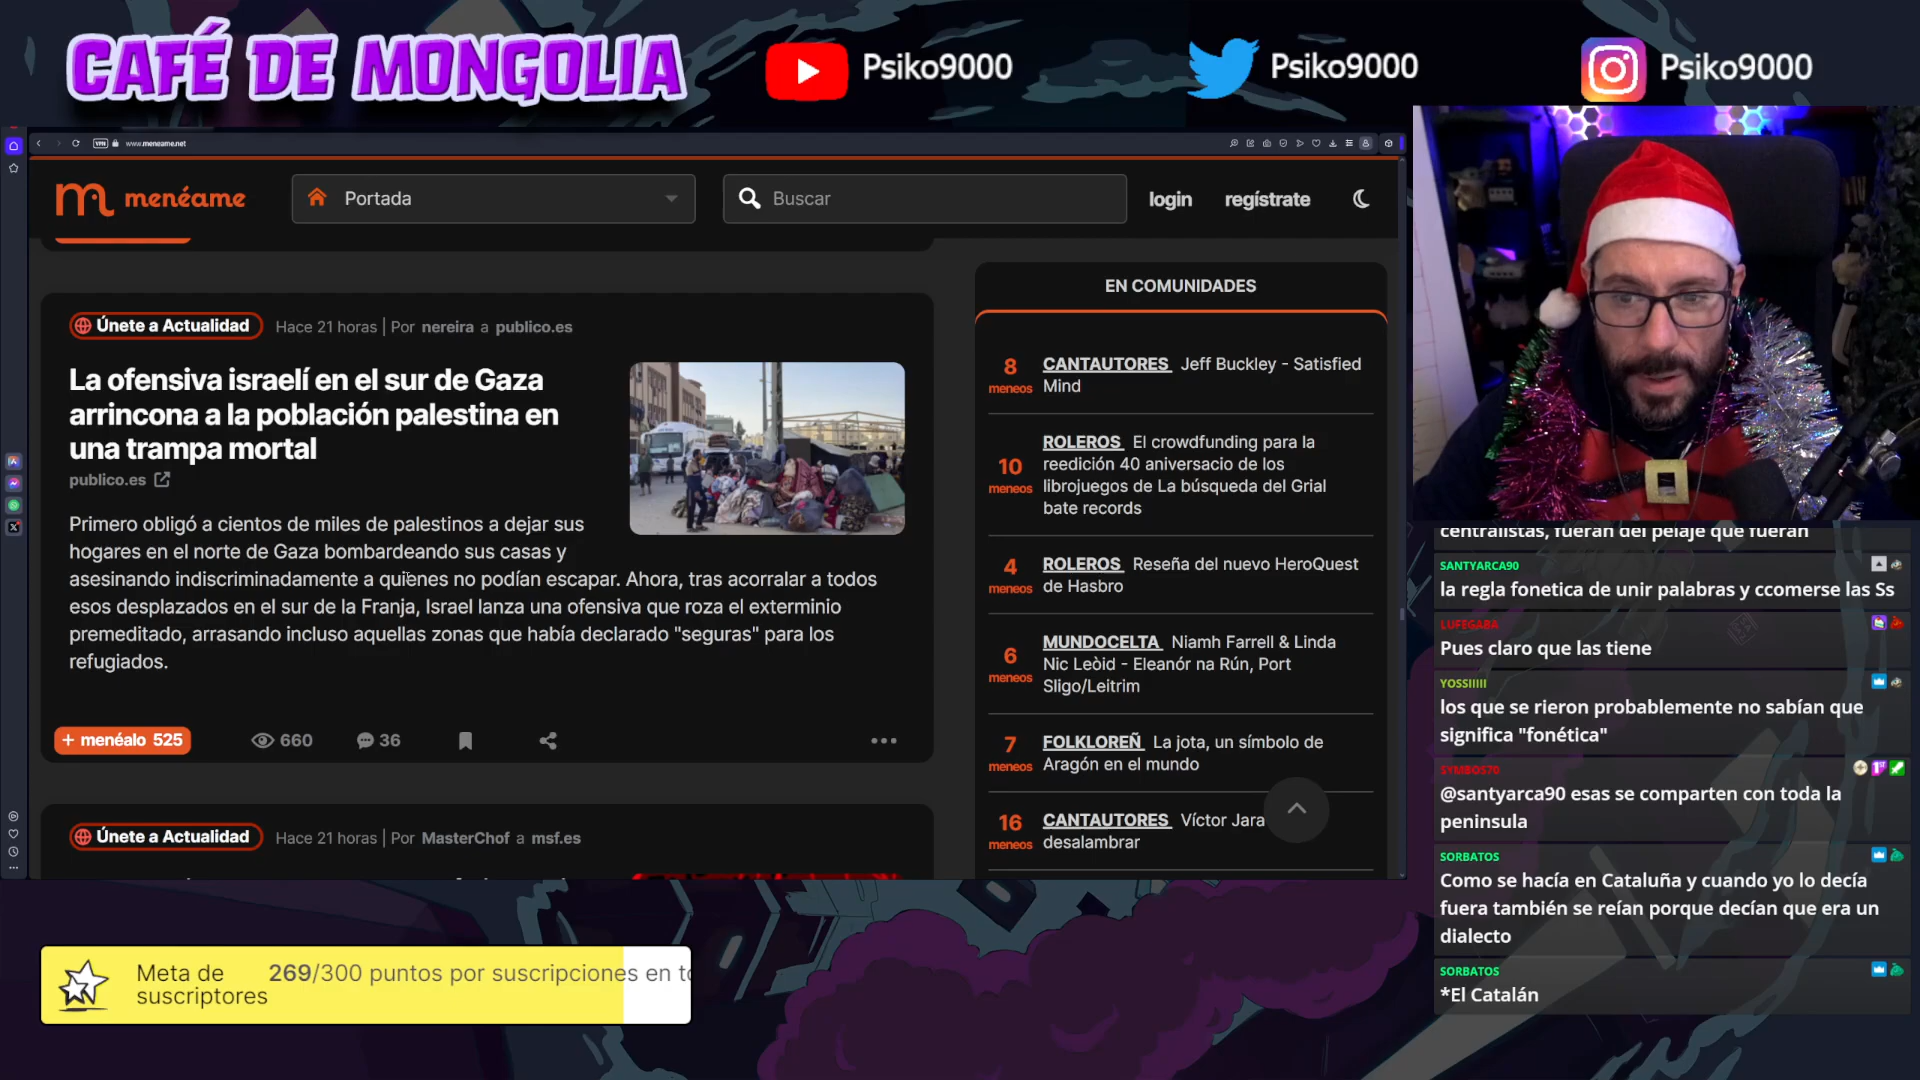 CAFÉ DE MONGOLIA
Psiko9000
Psiko9000
Psiko9000
VPN
www.meneame.net
menéame
Portada
Buscar
login
regístrate
Únete a Actualidad
Hace 21 horas | Por nereira a publico.es
La ofensiva israelí en el sur de Gaza
arrincona a la población palestina en
una trampa mortal
publico.es
Primero obligó a cientos de miles de palestinos a dejar sus
hogares en el norte de Gaza bombardeando sus casas y
asesinando indiscriminadamente a quienes no podían escapar. Ahora, tras acorralar a todos
esos desplazados en el sur de la Franja, Israel lanza una ofensiva que roza el exterminio
premeditado, arrasando incluso aquellas zonas que había declarado "seguras" para los
refugiados.
+ menéalo 525
660
36
Únete a Actualidad
Hace 21 horas | Por MasterChof a msf.es
EN COMUNIDADES
8
meneos
CANTAUTORES Jeff Buckley - Satisfied
Mind
10
meneos
ROLEROS El crowdfunding para la
reedición 40 aniversacio de los
librojuegos de La búsqueda del Grial
bate records
4
meneos
ROLEROS Reseña del nuevo HeroQuest
de Hasbro
6
meneos
MUNDOCELTA Niamh Farrell & Linda
Nic Leòid - Eleanór na Rún, Port
Sligo/Leitrim
7
meneos
FOLKLOREÑ La jota, un símbolo de
Aragón en el mundo
16
meneos
CANTAUTORES Víctor Jara
desalambrar
centralistas, fueran del pelaje que fueran
SANTYARCA90
la regla fonetica de unir palabras y ccomerse las Ss
LUFEGABA
Pues claro que las tiene
YOSSIIIII
los que se rieron probablemente no sabían que
significa "fonética"
SYMBOS70
@santyarca90 esas se comparten con toda la
peninsula
SORBATOS
Como se hacía en Cataluña y cuando yo lo decía
fuera también se reían porque decían que era un
dialecto
SORBATOS
*El Catalán
Meta de
suscriptores
269/300 puntos por suscripciones en to